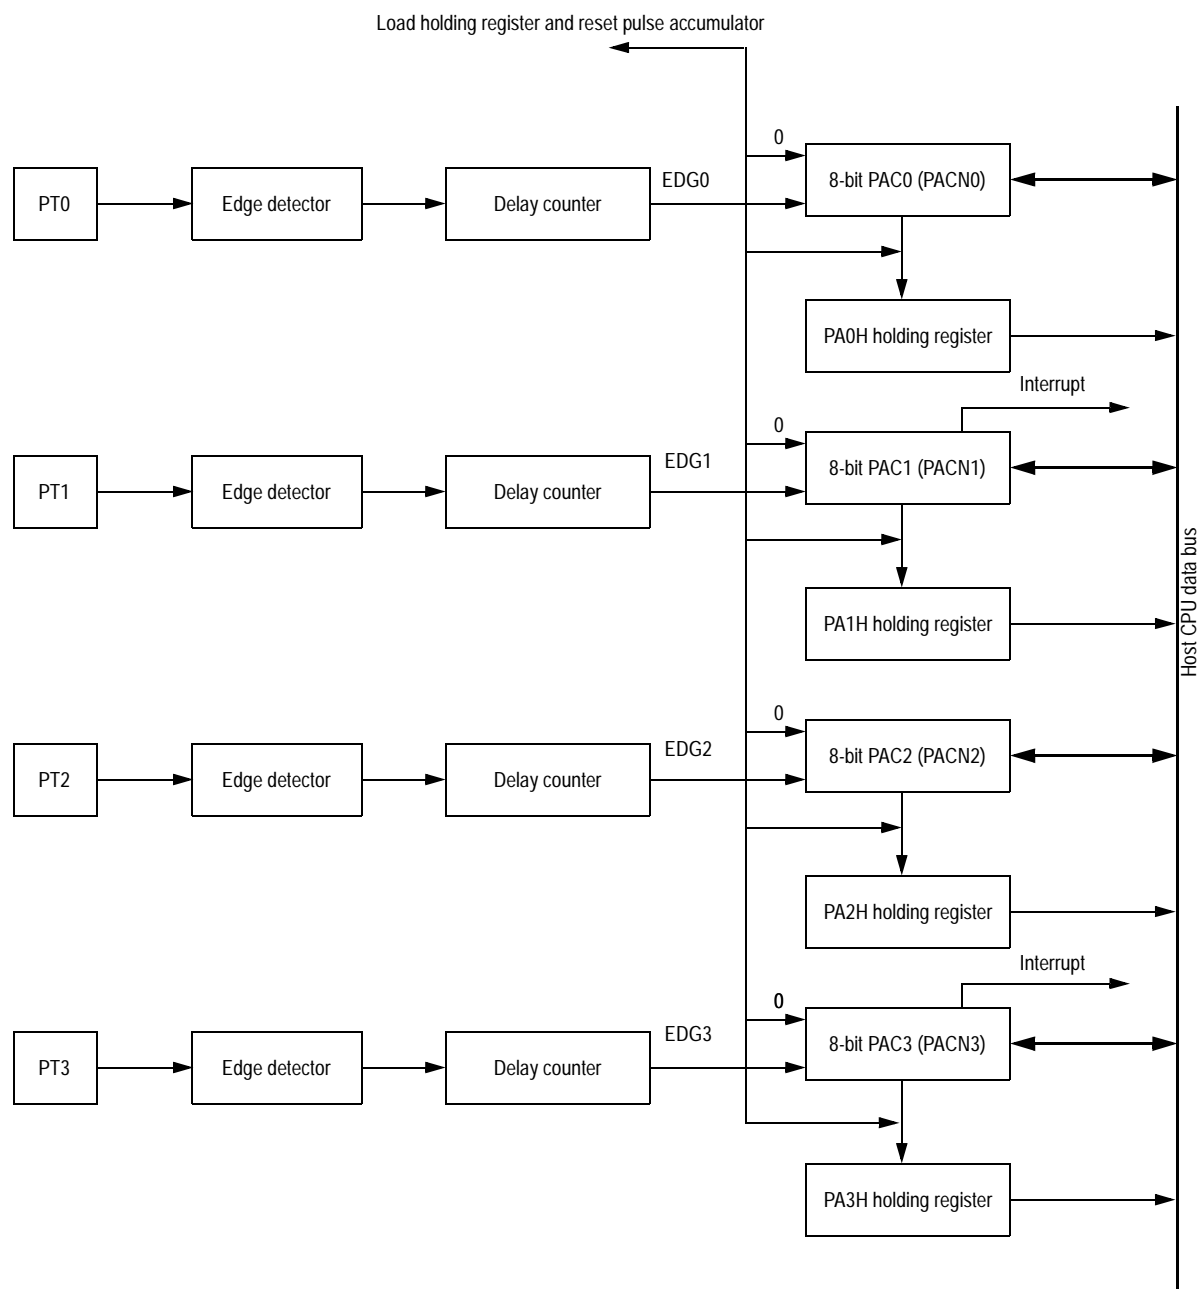 Load holding register and reset pulse accumulator
0
EDG0
8-bit PAC0 (PACN0)
PT0
Edge detector
Delay counter
PA0H holding register
Interrupt
0
EDG1
8-bit PAC1 (PACN1)
PT1
Edge detector
Delay counter
PA1H holding register
Host CPU data bus
0
EDG2
8-bit PAC2 (PACN2)
PT2
Edge detector
Delay counter
PA2H holding register
Interrupt
0
EDG3
8-bit PAC3 (PACN3)
PT3
Edge detector
Delay counter
PA3H holding register